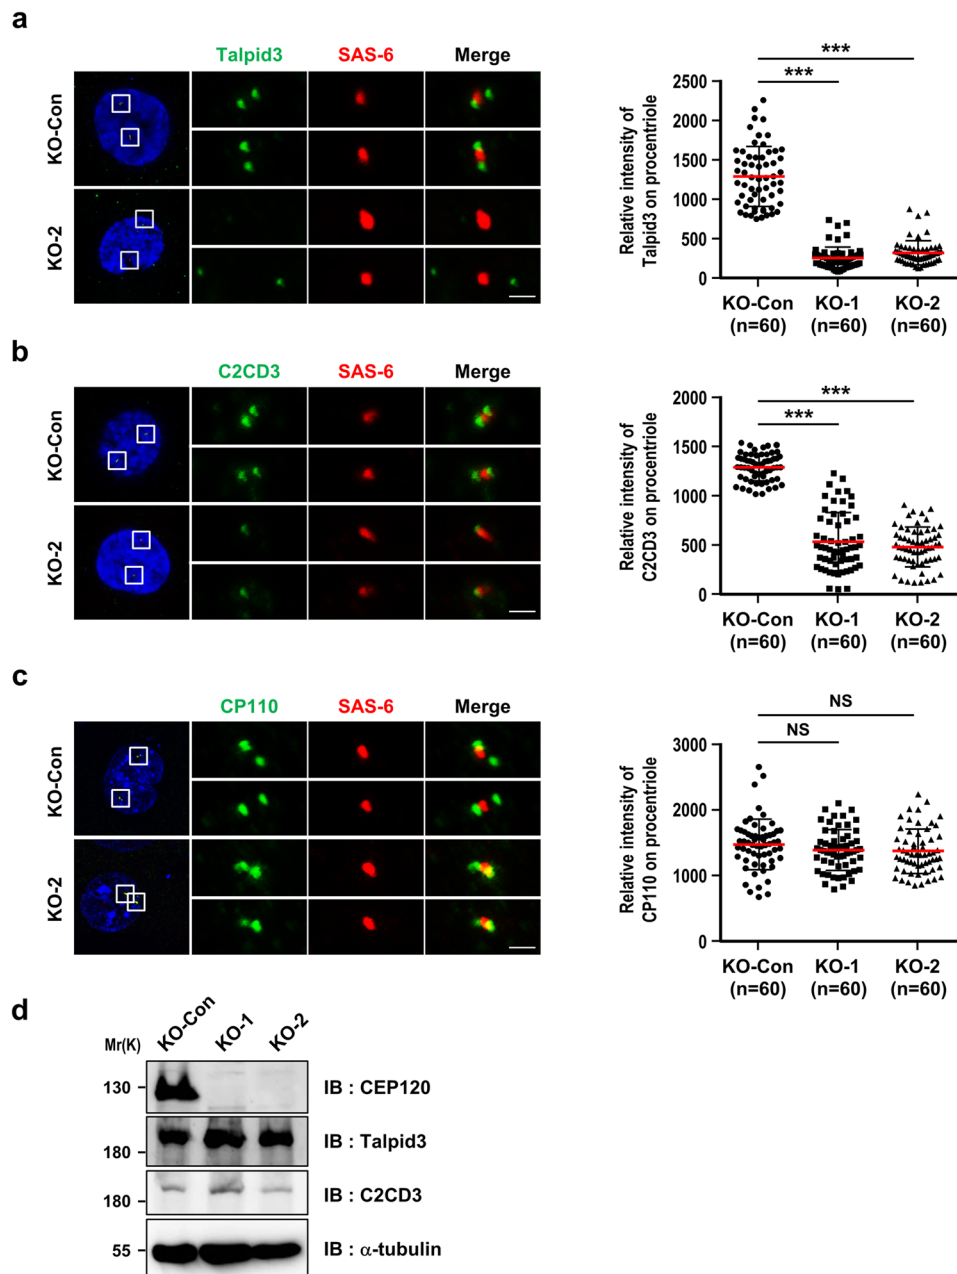 a
Talpid3 SAS-6 Merge
KO-Con
KO-2
Relative intensity of
Talpid3 on procentriole
2500
2000
1500
1000
500
0
***
***
KO-Con KO-1 KO-2
(n=60) (n=60) (n=60)
b
C2CD3 SAS-6 Merge
KO-Con
KO-2
Relative intensity of
C2CD3 on procentriole
2000
1500
1000
500
0
***
***
KO-Con KO-1 KO-2
(n=60) (n=60) (n=60)
c
CP110 SAS-6 Merge
KO-Con
KO-2
Relative intensity of
CP110 on procentriole
3000
2000
1000
0
NS
NS
KO-Con KO-1 KO-2
(n=60) (n=60) (n=60)
d
Mr(K) KO-Con KO-1 KO-2
130 IB : CEP120
180 IB : Talpid3
180 IB : C2CD3
55 IB : α-tubulin